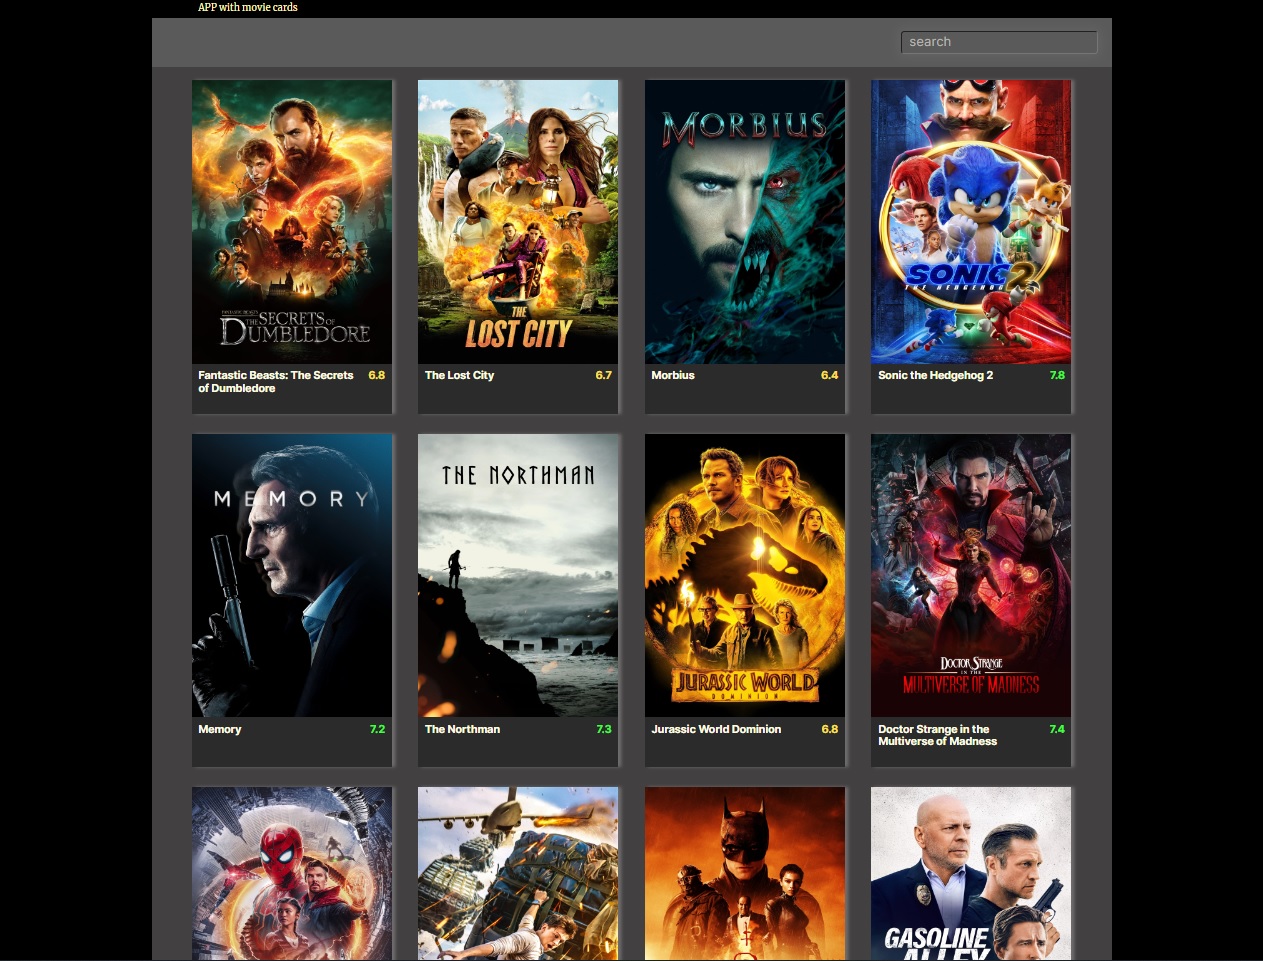 APP with movie cards
search
FANTASTIC BEASTS
THE SECRETS OF
DUMBLEDORE
THE
LOST CITY
MORBIUS
SONIC 2
THE HEDGEHOG
Fantastic Beasts: The Secrets 6.8
of Dumbledore
The Lost City 6.7
Morbius 6.4
Sonic the Hedgehog 2 7.8
MEMORY
THE NORTHMAN
JURASSIC WORLD
DOMINION
DOCTOR STRANGE
IN THE
MULTIVERSE OF MADNESS
Memory 7.2
The Northman 7.3
Jurassic World Dominion 6.8
Doctor Strange in the 7.4
Multiverse of Madness
GASOLINE
ALLEY